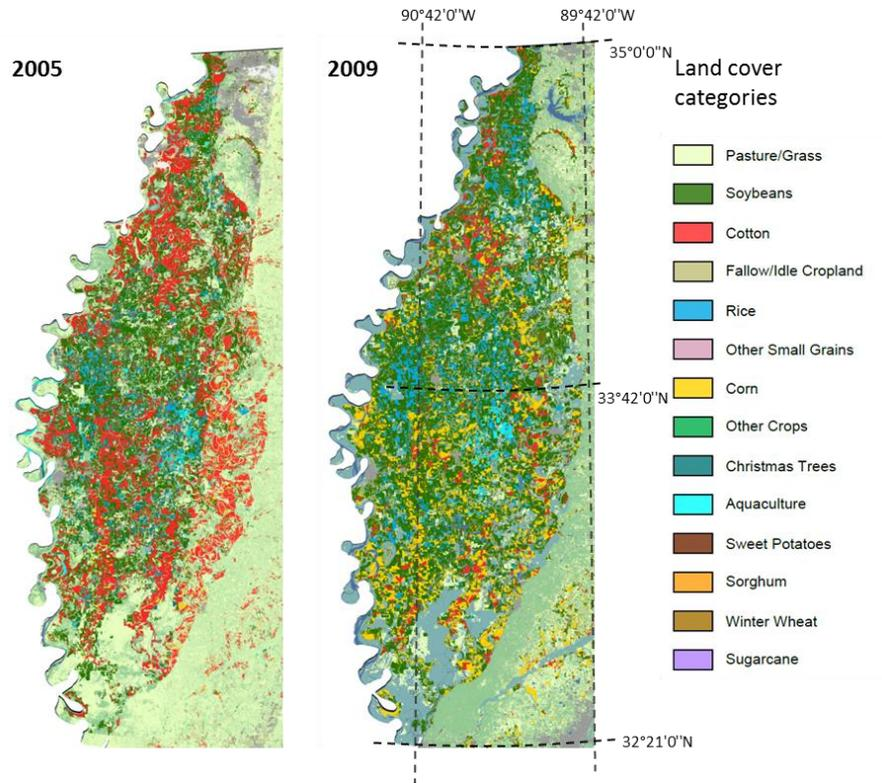 90°42'0''W
89°42'0''W
2005
2009
35°0'0''N
33°42'0''N
32°21'0''N
Land cover
categories
Pasture/Grass
Soybeans
Cotton
Fallow/Idle Cropland
Rice
Other Small Grains
Corn
Other Crops
Christmas Trees
Aquaculture
Sweet Potatoes
Sorghum
Winter Wheat
Sugarcane